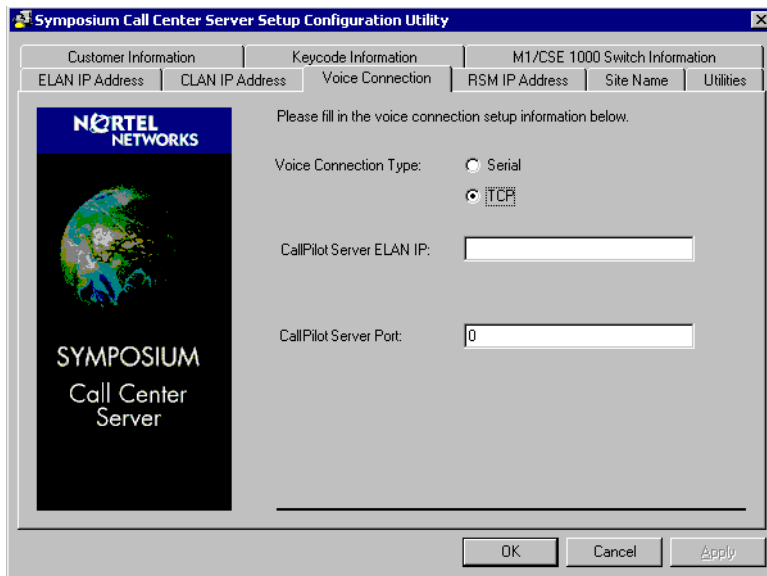 Symposium Call Center Server Setup Configuration Utility
Customer Information
Keycode Information
M1/CSE 1000 Switch Information
ELAN IP Address
CLAN IP Address
Voice Connection
RSM IP Address
Site Name
Utilities
NORTEL
NETWORKS
SYMPOSIUM
Call Center
Server
Please fill in the voice connection setup information below.
Voice Connection Type:
Serial
TCP
CallPilot Server ELAN IP:
CallPilot Server Port:
0
OK
Cancel
Apply